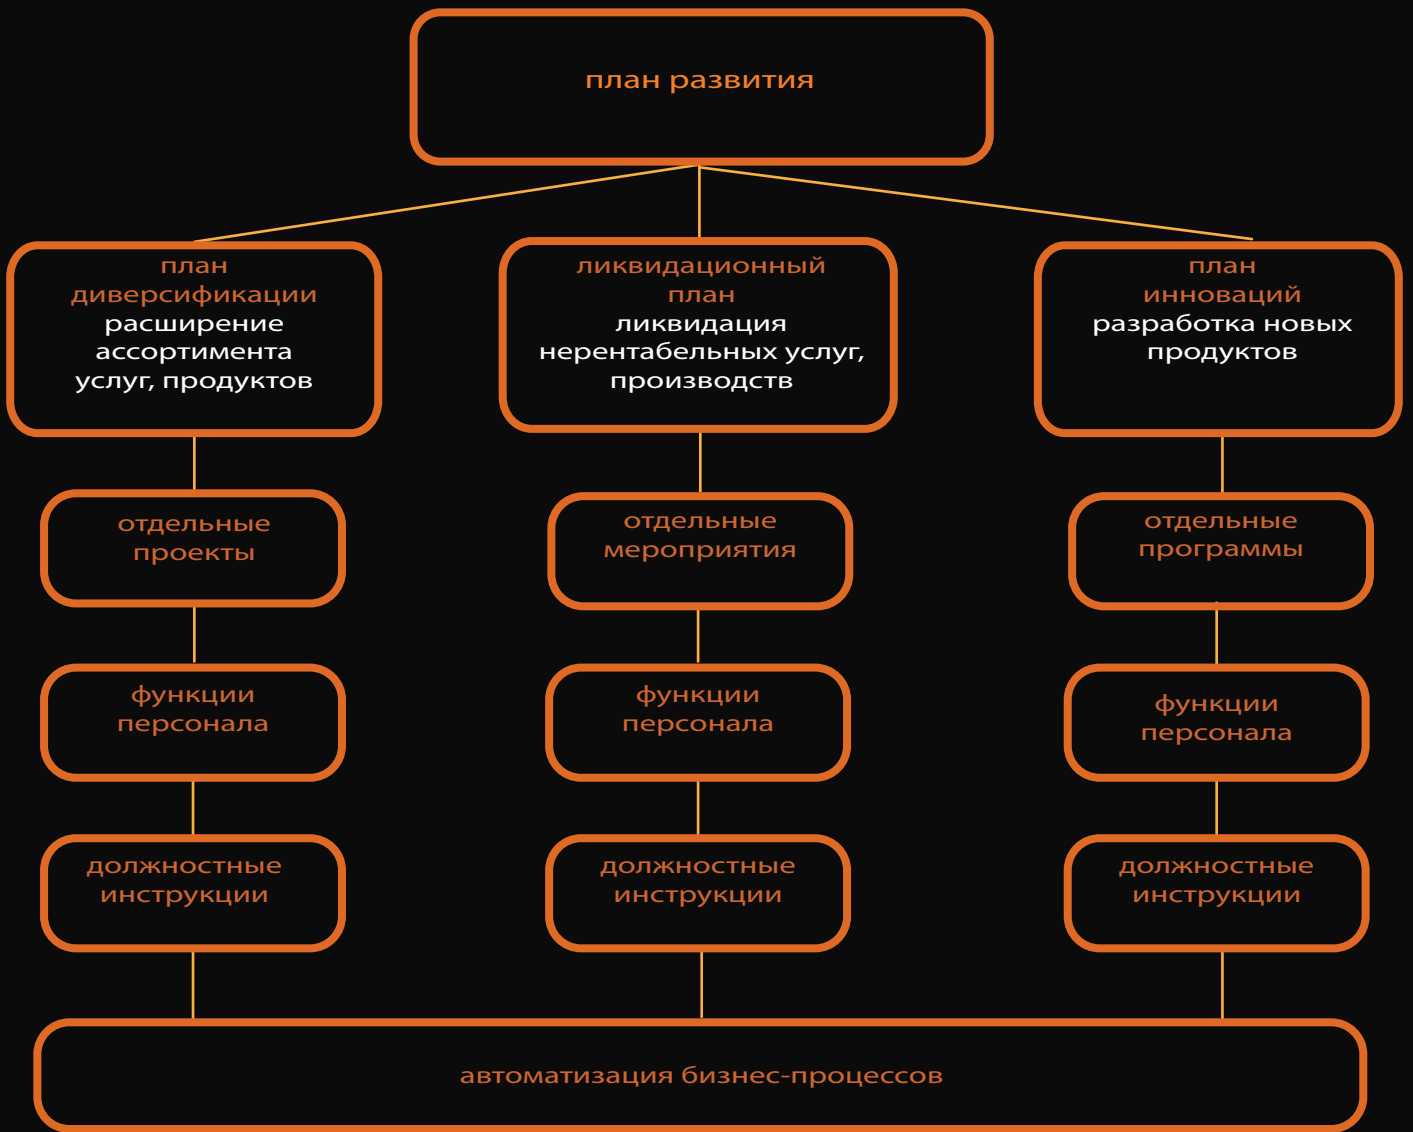 план развития
план
диверсификации
расширение
ассортимента
услуг, продуктов
ликвидационный
план
ликвидация
нерентабельных услуг,
производств
план
инноваций
разработка новых
продуктов
отдельные
проекты
отдельные
мероприятия
отдельные
программы
функции
персонала
функции
персонала
функции
персонала
должностные
инструкции
должностные
инструкции
должностные
инструкции
автоматизация бизнес-процессов